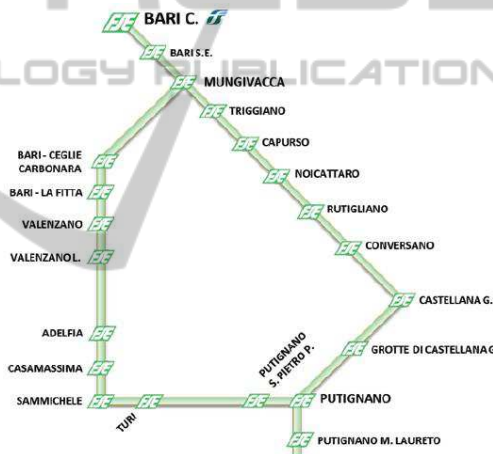 BARI C.
BARI S.E.
LOGY PUBLICATION
MUNGIVACCA
TRIGGIANO
CAPURSO
BARI - CEGLIE
CARBONARA
NOICATTARO
BARI - LA FITTA
RUTIGLIANO
VALENZANO
CONVERSANO
VALENZANO L.
CASTELLANA G.
ADELFIA
GROTTE DI CASTELLANA G
PUTIGNANO
S. PIETRO P.
CASAMASSIMA
SAMMICHELE
PUTIGNANO
TURI
PUTIGNANO M. LAURETO